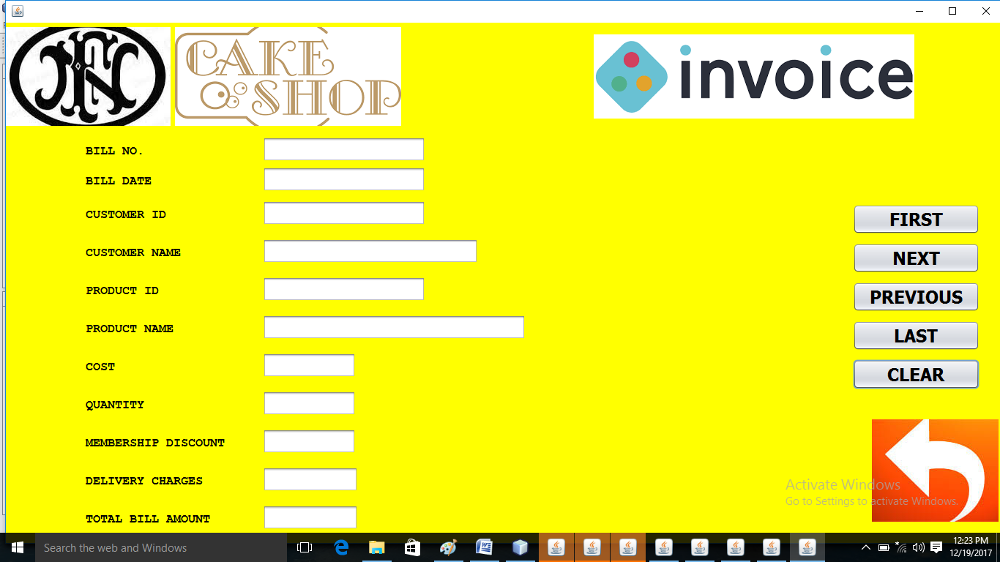 CAKE
SHOP
invoice
BILL NO.
BILL DATE
CUSTOMER ID
CUSTOMER NAME
PRODUCT ID
PRODUCT NAME
COST
QUANTITY
MEMBERSHIP DISCOUNT
DELIVERY CHARGES
TOTAL BILL AMOUNT
FIRST
NEXT
PREVIOUS
LAST
CLEAR
Activate Windows
Go to Settings to activate Windows.
Search the web and Windows
12:23 PM
12/19/2017